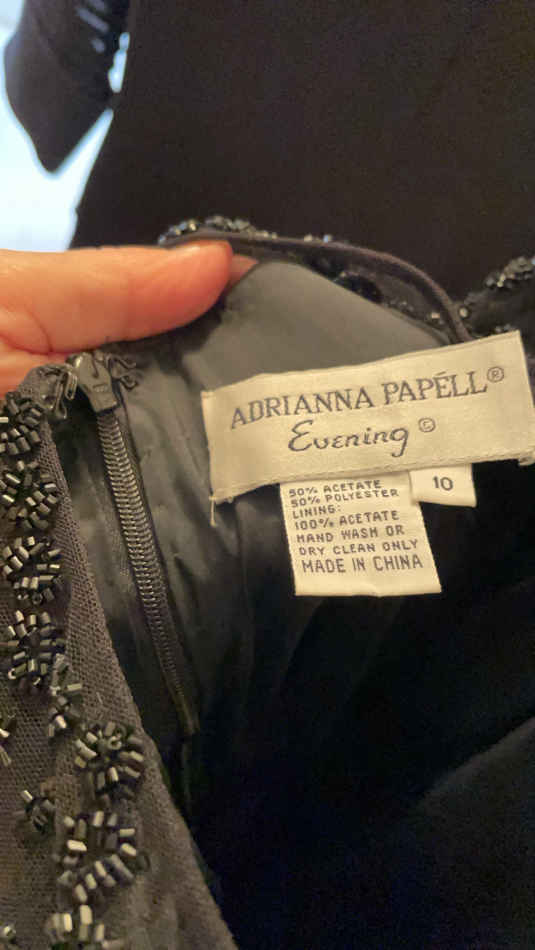 ADRIANNA PAPÉLL®
Evening©
10
50% ACETATE
50% POLYESTER
LINING:
100% ACETATE
HAND WASH OR
DRY CLEAN ONLY
MADE IN CHINA